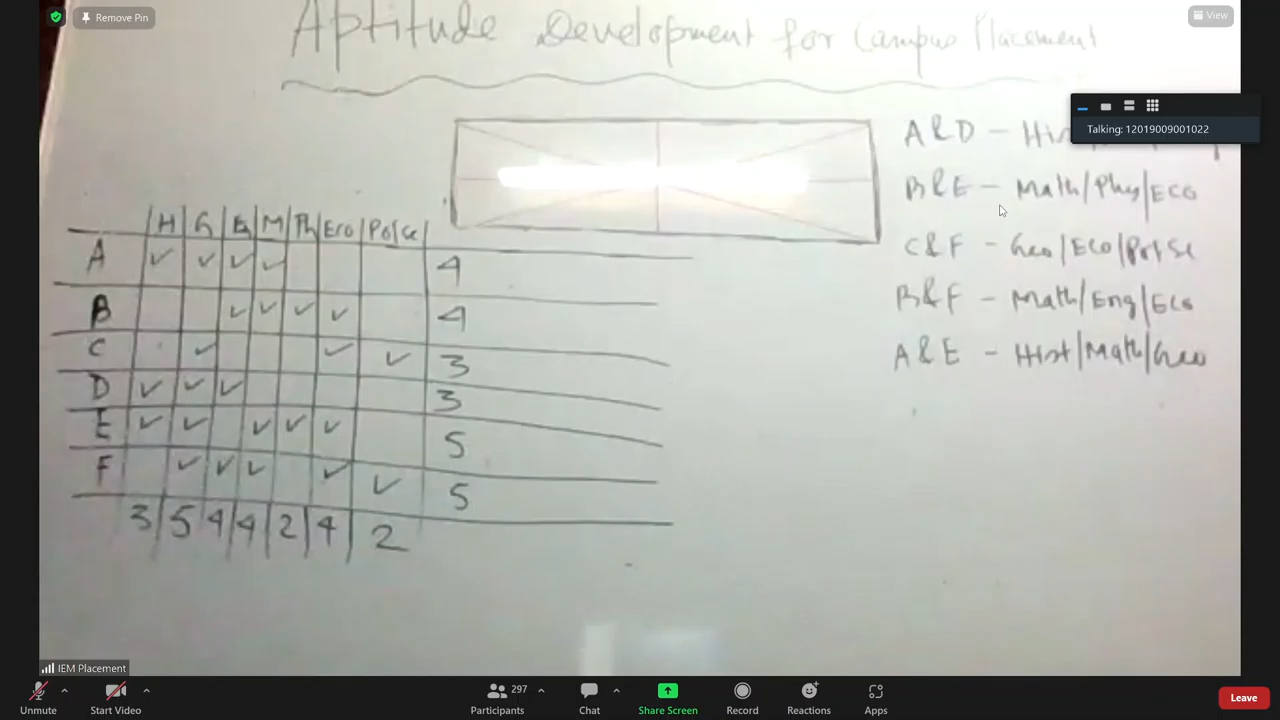 Remove Pin
View
Aptitude Development for Campus Placement
Talking: 12019009001022
A & D - Hist
B & E - Math/Phy/ECO
C & F - Geo/Eco/Pol Sc
B & F - Math/Eng/Eco
A & E - Hist/Math/Geo
H G E M Ph Eco Pol Sc
A ✓ ✓ ✓ ✓ 4
B ✓ ✓ ✓ ✓ 4
C ✓ ✓ ✓ 3
D ✓ ✓ ✓ 3
E ✓ ✓ ✓ ✓ ✓ 5
F ✓ ✓ ✓ ✓ ✓ 5
3 5 4 4 2 4 2
IEM Placement
297
Unmute Start Video Participants Chat Share Screen Record Reactions Apps Leave